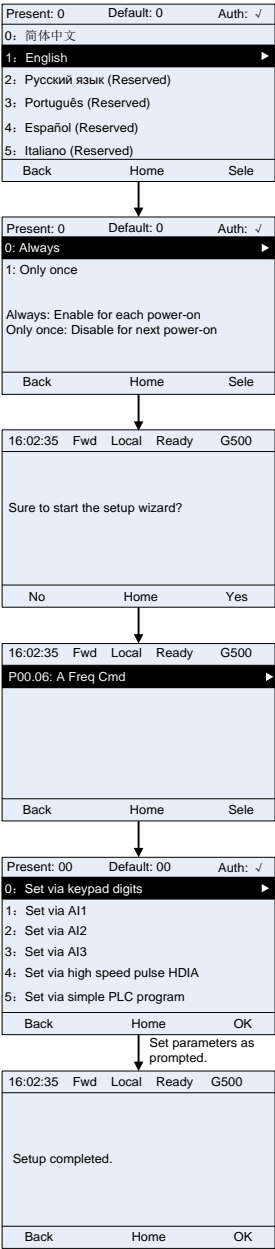 Present: 0 Default: 0 Auth: √
0：简体中文
1：English
2：Русский язык (Reserved)
3：Português (Reserved)
4：Español (Reserved)
5：Italiano (Reserved)
Back Home Sele
Present: 0 Default: 0 Auth: √
0: Always
1: Only once
Always: Enable for each power-on
Only once: Disable for next power-on
Back Home Sele
16:02:35 Fwd Local Ready G500
Sure to start the setup wizard?
No Home Yes
16:02:35 Fwd Local Ready G500
P00.06: A Freq Cmd
Back Home Sele
Present: 00 Default: 00 Auth: √
0：Set via keypad digits
1：Set via AI1
2：Set via AI2
3：Set via AI3
4：Set via high speed pulse HDIA
5：Set via simple PLC program
Back Home OK
Set parameters as
prompted.
16:02:35 Fwd Local Ready G500
Setup completed.
Back Home OK